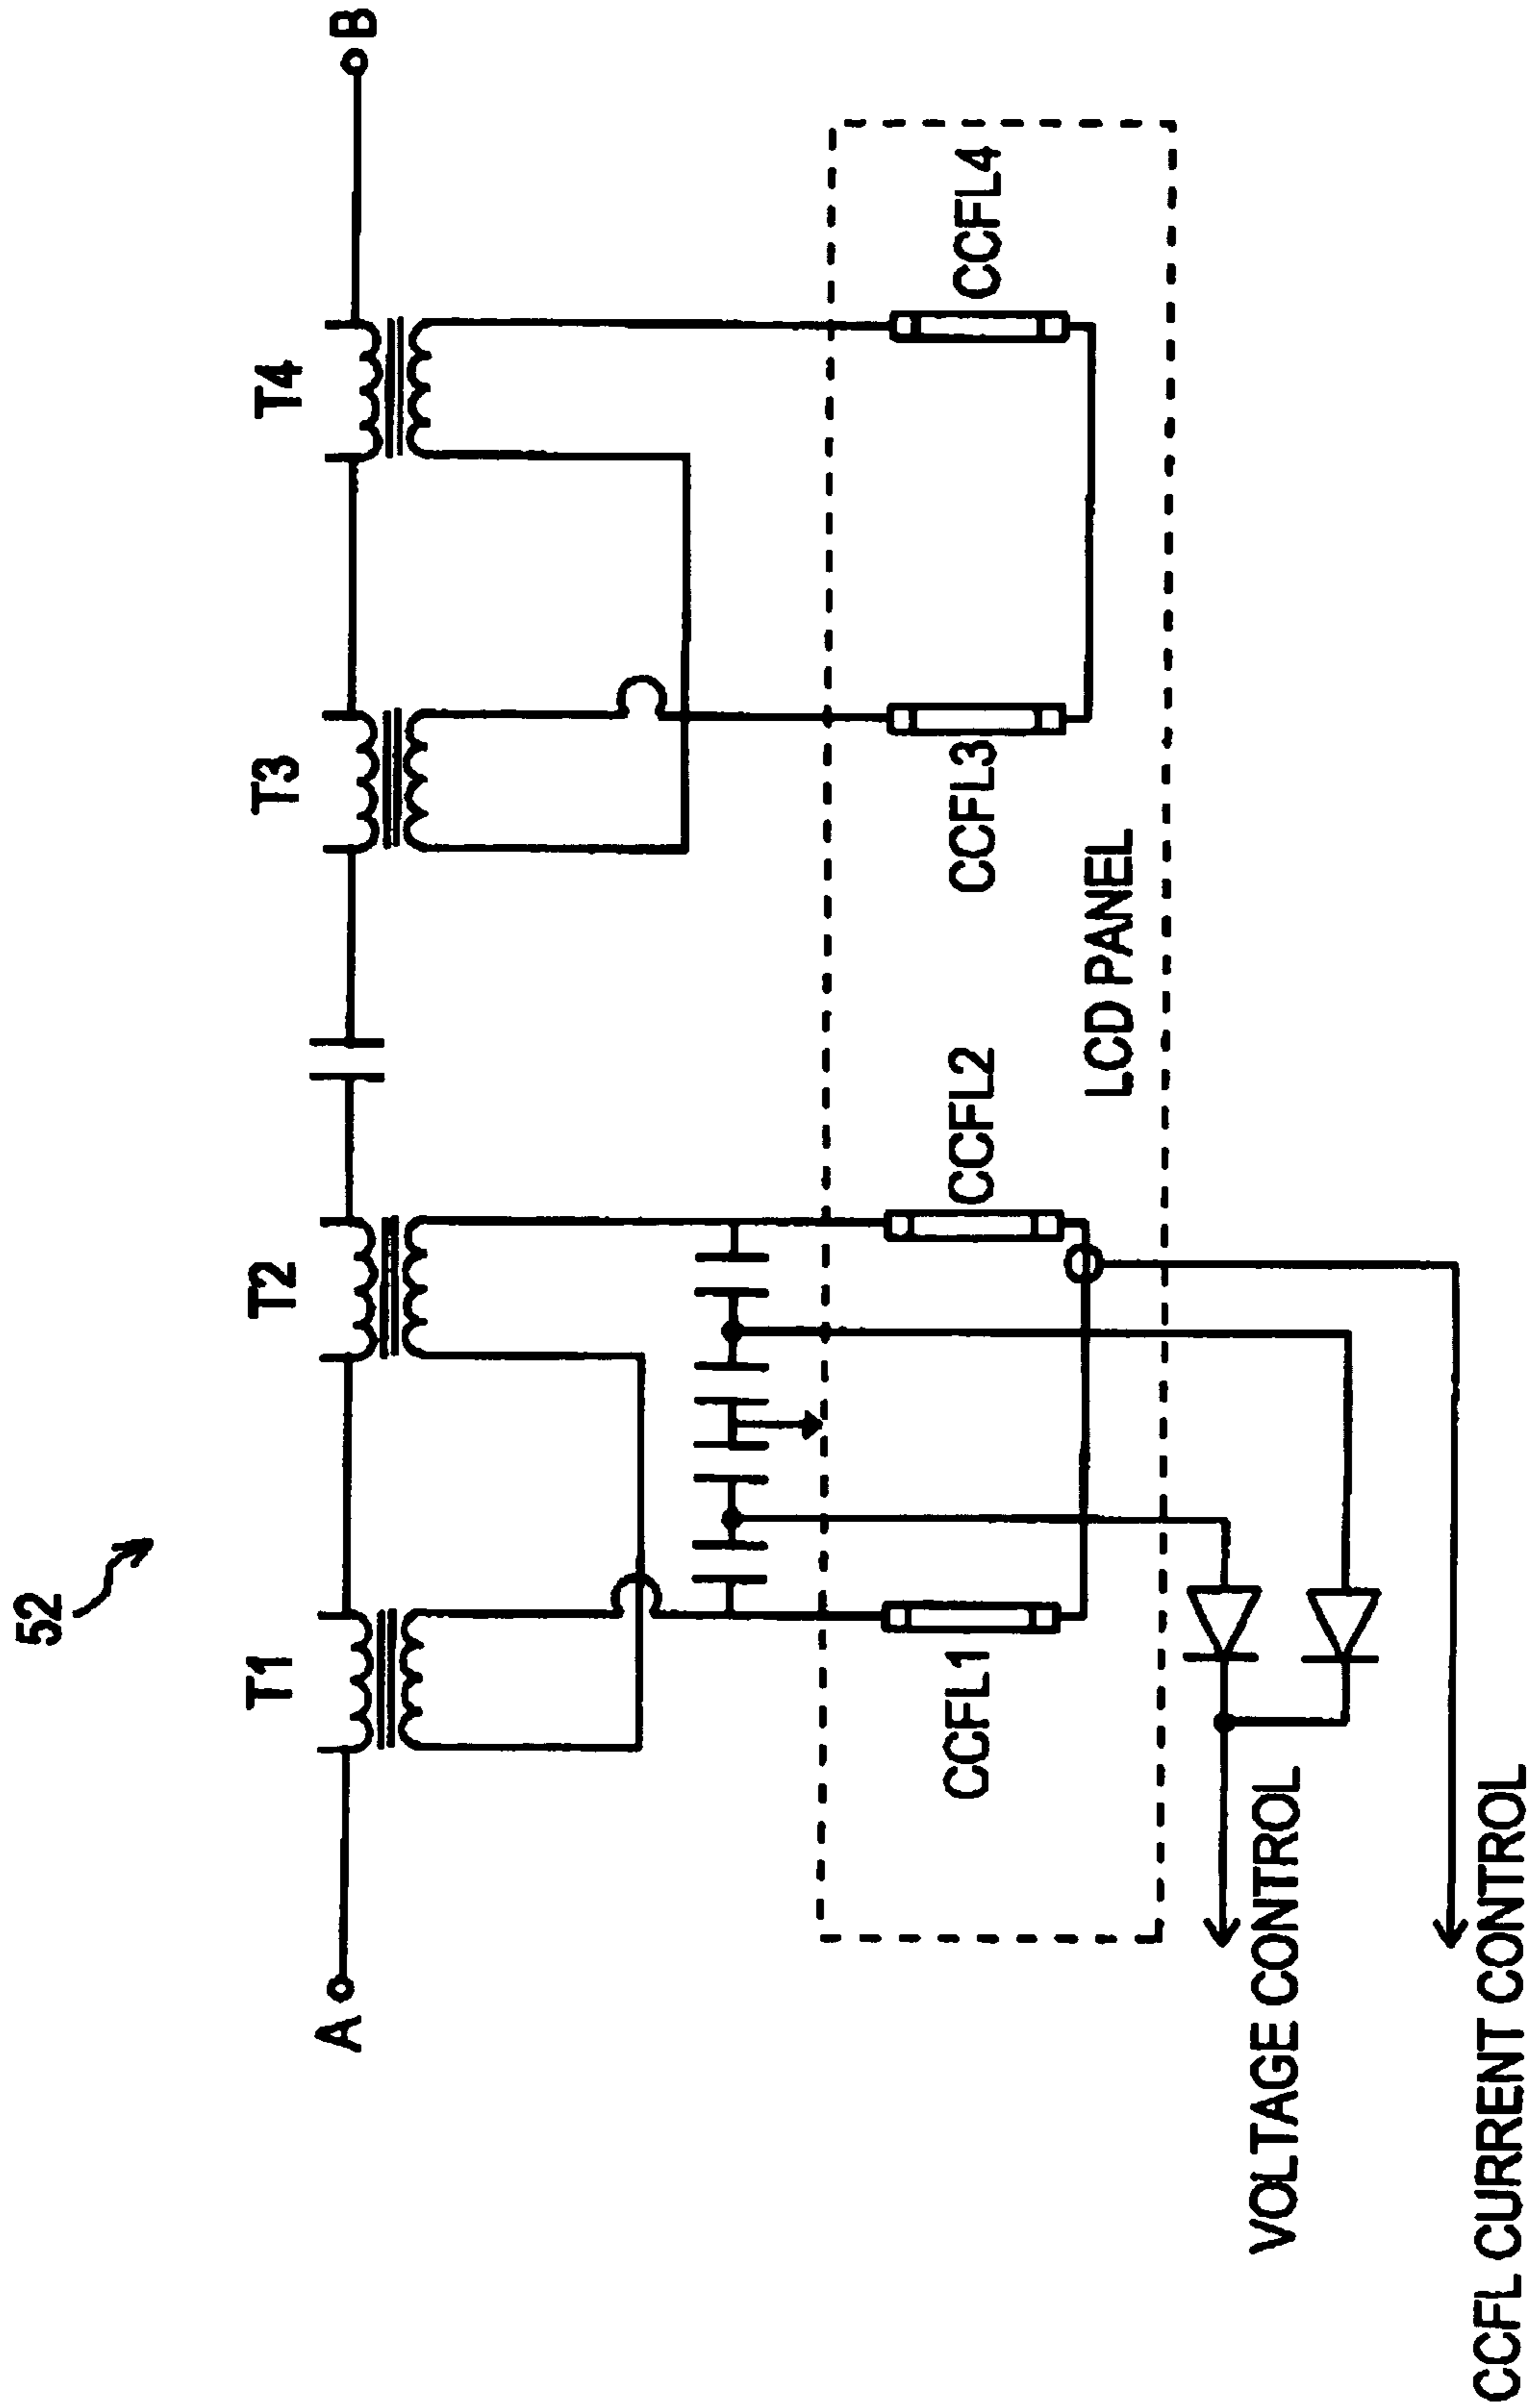 52
T1
T2
T3
T4
A
B
CCFL1
CCFL2
CCFL3
CCFL4
LCD PANEL
VOLTAGE CONTROL
CCFL CURRENT CONTROL